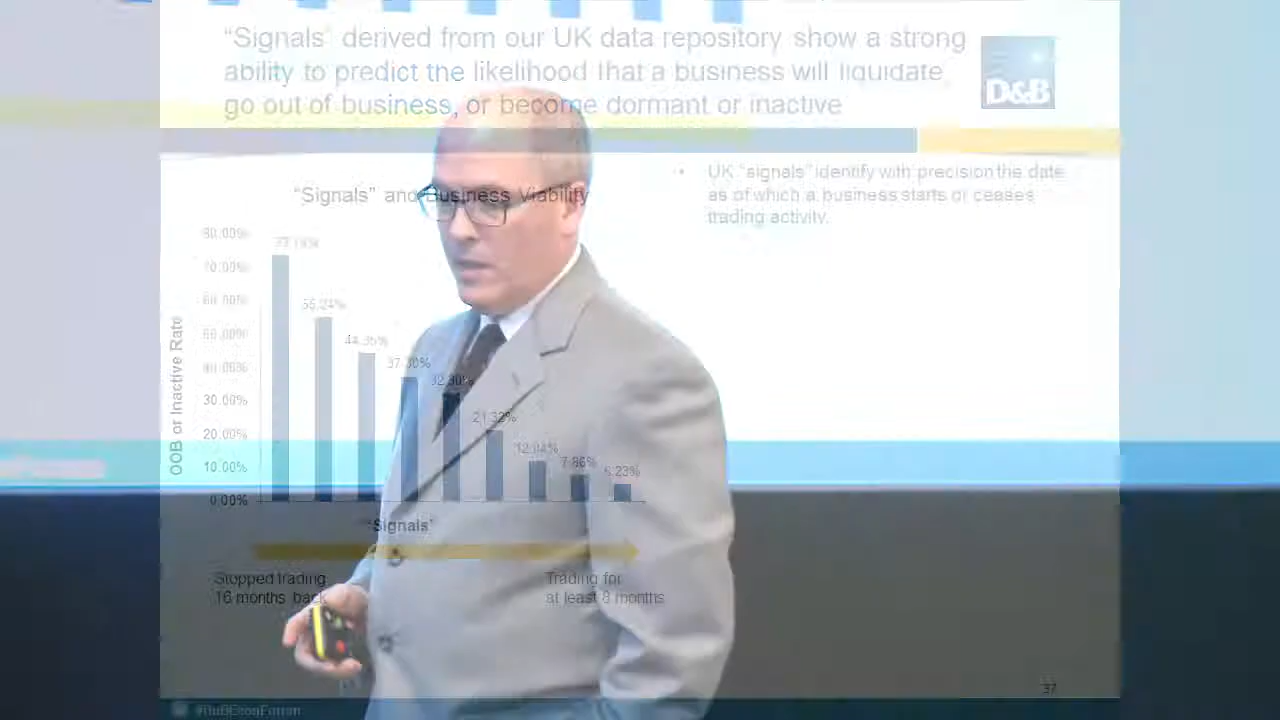 “Signals” derived from our UK data repository show a strong
ability to predict the likelihood that a business will liquidate,
go out of business, or become dormant or inactive
D&B
• UK “signals” identify with precision the date
as of which a business starts or ceases
trading activity.
“Signals” and Business Viability
OOB or Inactive Rate
80.00%
70.00%
60.00%
50.00%
40.00%
30.00%
20.00%
10.00%
0.00%
55.24%
44.35%
37.30%
32.30%
21.32%
12.04%
7.86%
“Signals”
Stopped trading
16 months back
Trading for
at least 8 months
37
#DnBEconForum